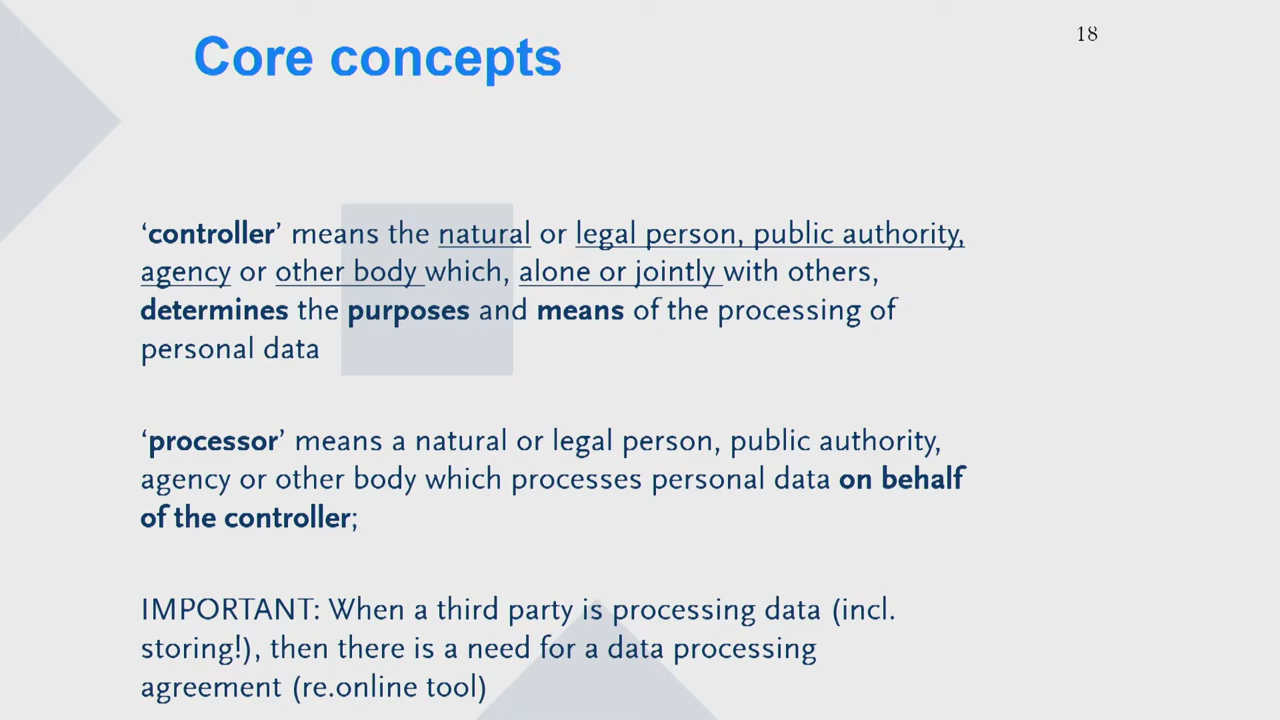 Core concepts
18
‘controller’ means the natural or legal person, public authority,
agency or other body which, alone or jointly with others,
determines the purposes and means of the processing of
personal data
‘processor’ means a natural or legal person, public authority,
agency or other body which processes personal data on behalf
of the controller;
IMPORTANT: When a third party is processing data (incl.
storing!), then there is a need for a data processing
agreement (re.online tool)